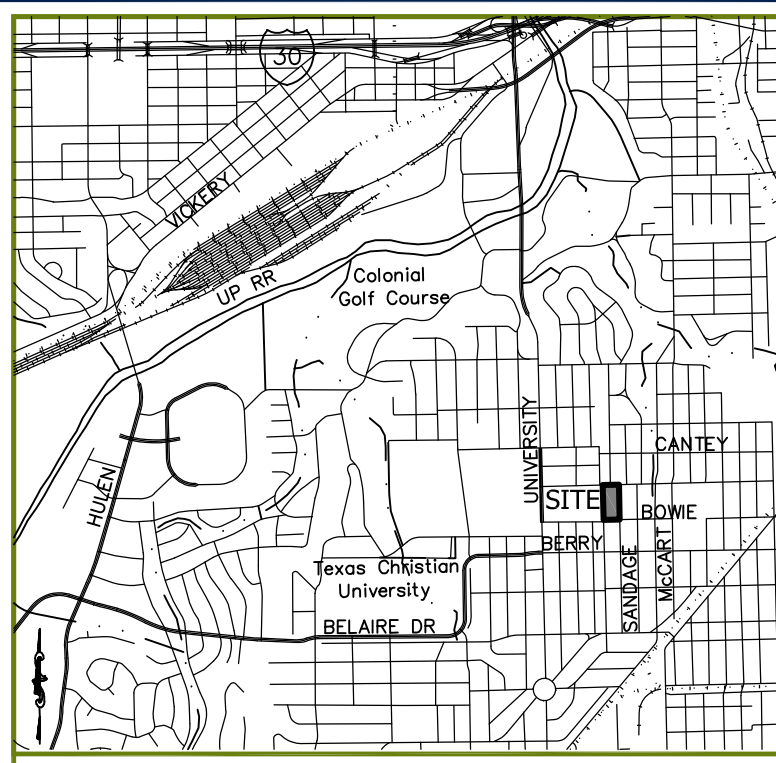 30
VICKERY
UP RR
Colonial
Golf Course
UNIVERSITY
CANTEY
HULEN
SITE
BOWIE
BERRY
SANDAGE
McCART
Texas Christian
University
BELAIRE DR